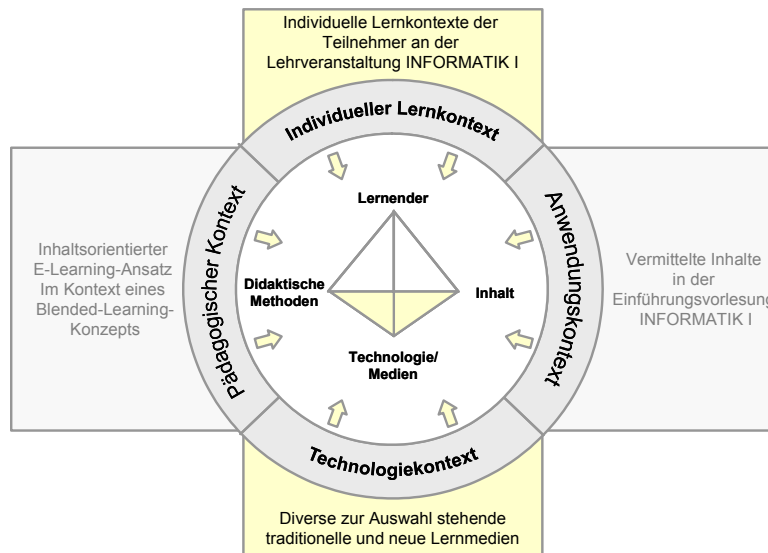 Individuelle Lernkontexte der
Teilnehmer an der
Lehrveranstaltung INFORMATIK I
Individueller Lernkontext
Pädagogischer Kontext
Anwendungskontext
Lernender
Inhaltsorientierter
E-Learning-Ansatz
Im Kontext eines
Blended-Learning-
Konzepts
Didaktische
Methoden
Inhalt
Vermittelte Inhalte
in der
Einführungsvorlesung
INFORMATIK I
Technologie/
Medien
Technologiekontext
Diverse zur Auswahl stehende
traditionelle und neue Lernmedien